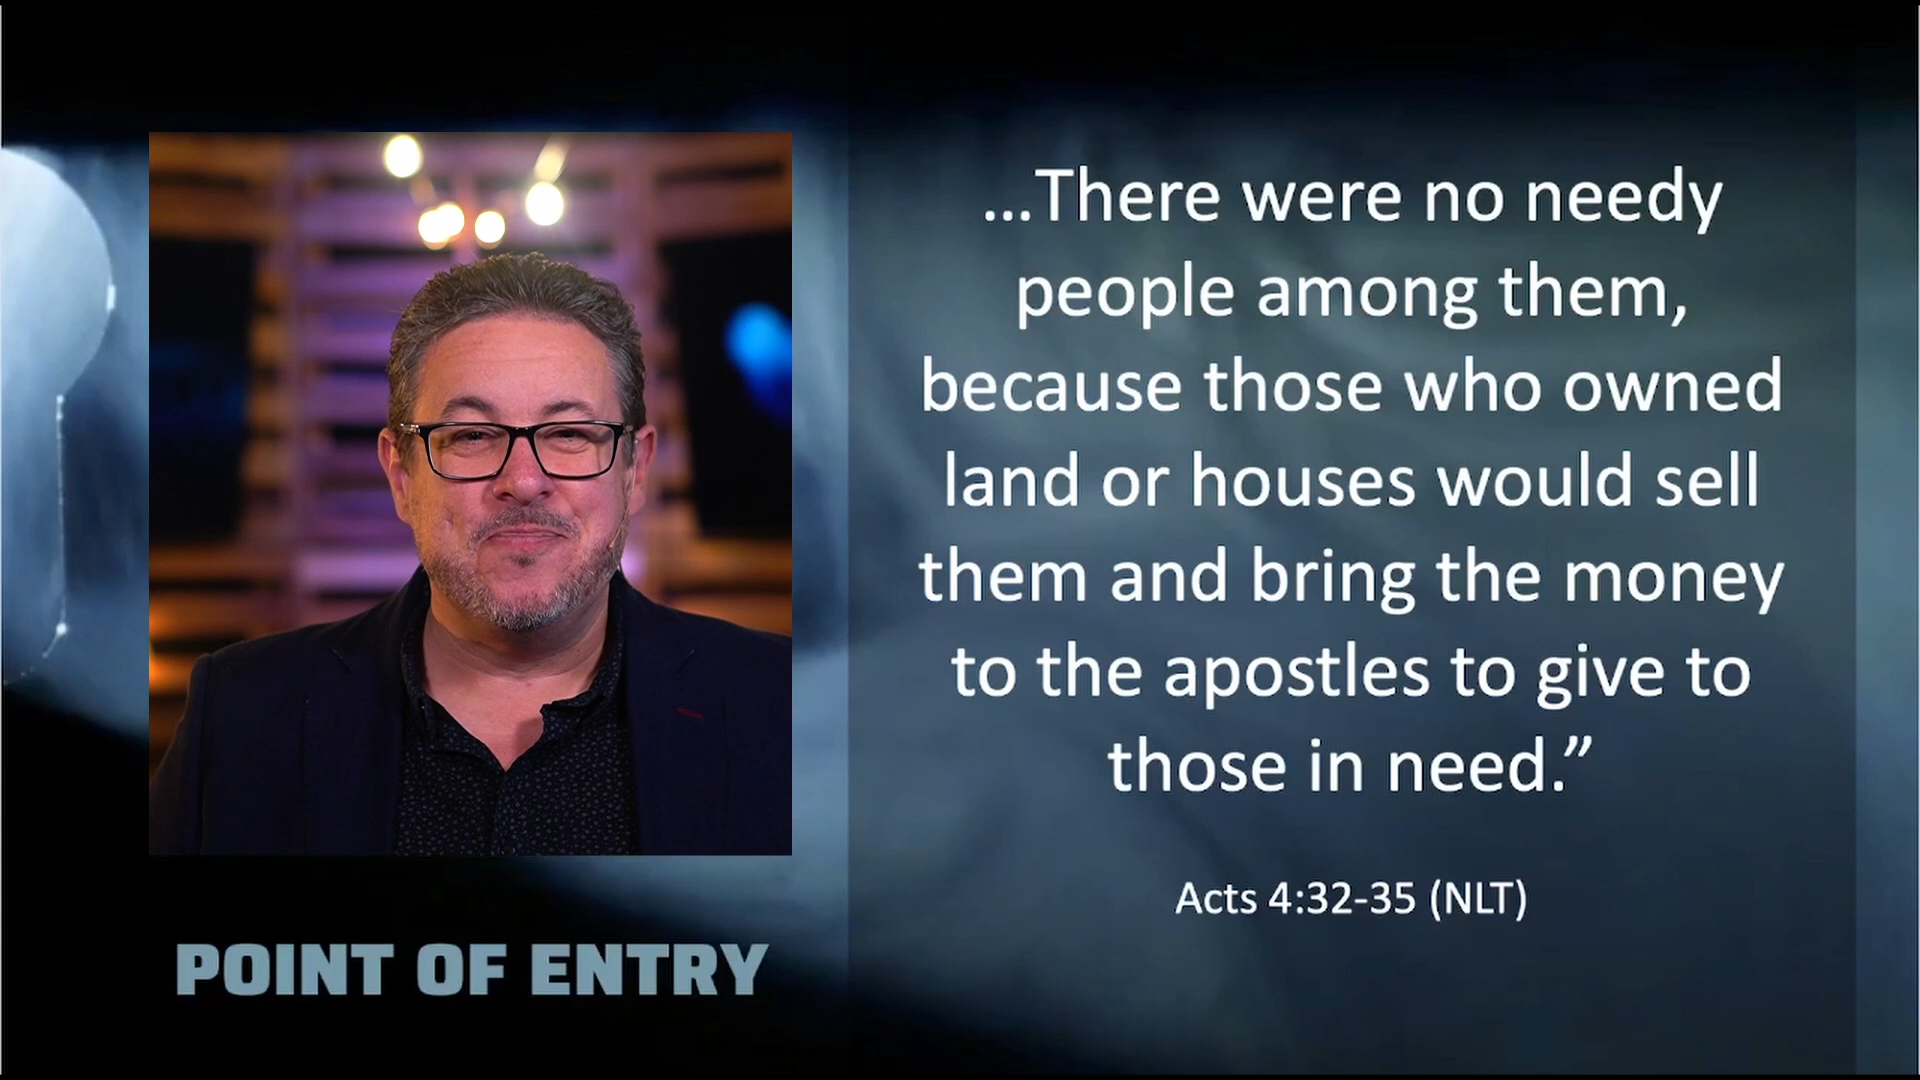 ...There were no needy
people among them,
because those who owned
land or houses would sell
them and bring the money
to the apostles to give to
those in need.”
Acts 4:32-35 (NLT)
POINT OF ENTRY